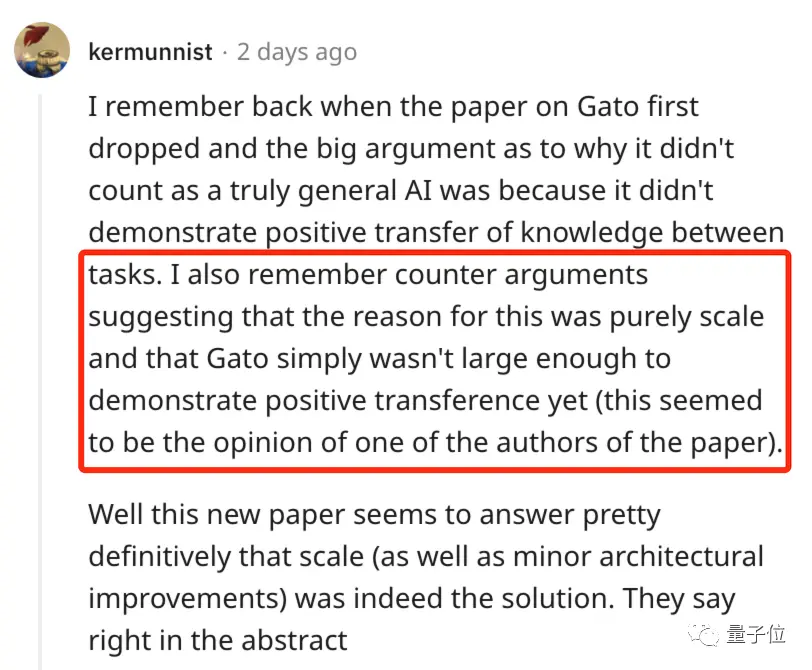 kermunnist · 2 days ago
I remember back when the paper on Gato first
dropped and the big argument as to why it didn't
count as a truly general AI was because it didn't
demonstrate positive transfer of knowledge between
tasks. I also remember counter arguments
suggesting that the reason for this was purely scale
and that Gato simply wasn't large enough to
demonstrate positive transference yet (this seemed
to be the opinion of one of the authors of the paper).
Well this new paper seems to answer pretty
definitively that scale (as well as minor architectural
improvements) was indeed the solution. They say
right in the abstract
量子位